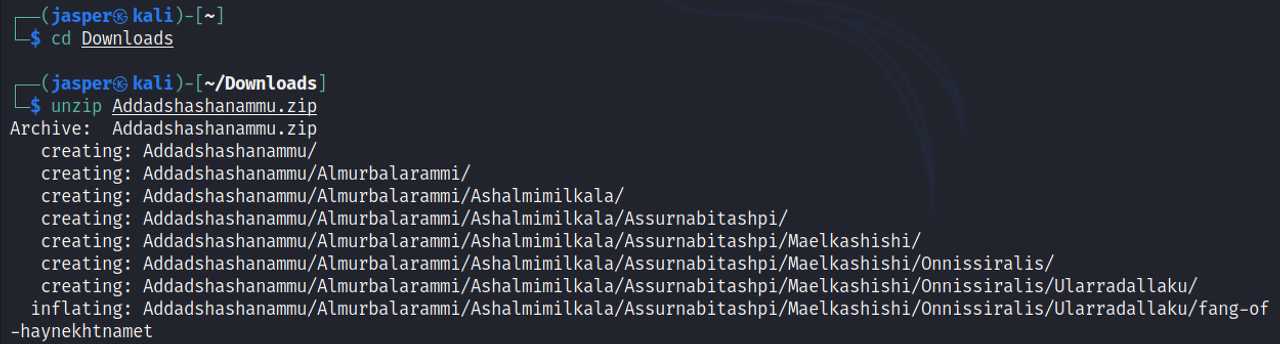 ┌──(jasper㉿kali)-[~]
└─$ cd Downloads
┌──(jasper㉿kali)-[~/Downloads]
└─$ unzip Addadshashanammu.zip
Archive:  Addadshashanammu.zip
   creating: Addadshashanammu/
   creating: Addadshashanammu/Almurbalarammi/
   creating: Addadshashanammu/Almurbalarammi/Ashalmimilkala/
   creating: Addadshashanammu/Almurbalarammi/Ashalmimilkala/Assurnabitashpi/
   creating: Addadshashanammu/Almurbalarammi/Ashalmimilkala/Assurnabitashpi/Maelkashishi/
   creating: Addadshashanammu/Almurbalarammi/Ashalmimilkala/Assurnabitashpi/Maelkashishi/Onnissiralis/
   creating: Addadshashanammu/Almurbalarammi/Ashalmimilkala/Assurnabitashpi/Maelkashishi/Onnissiralis/Ularradallaku/
  inflating: Addadshashanammu/Almurbalarammi/Ashalmimilkala/Assurnabitashpi/Maelkashishi/Onnissiralis/Ularradallaku/fang-of
-haynekhtnamet